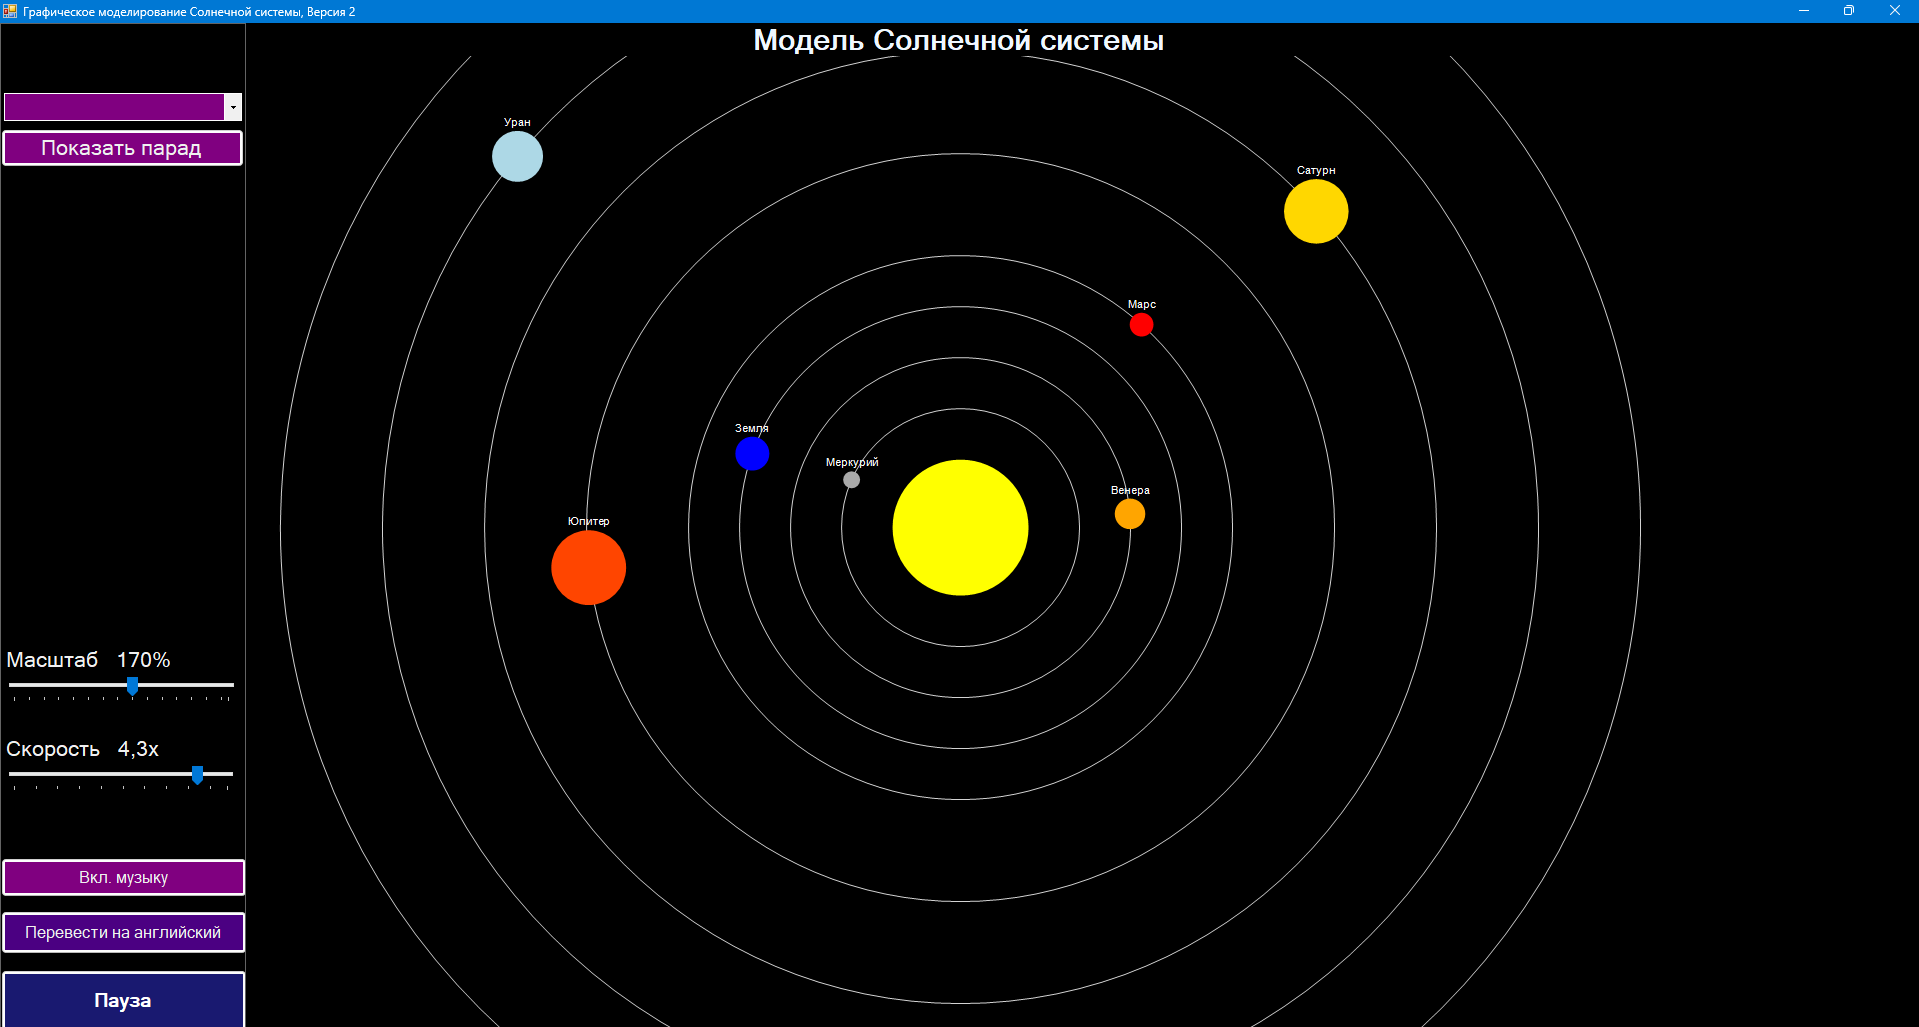 Графическое моделирование Солнечной системы, Версия 2
Модель Солнечной системы
Показать парад
Уран
Сатурн
Марс
Земля
Меркурий
Венера
Юпитер
Масштаб 170%
Скорость 4,3x
Вкл. музыку
Перевести на английский
Пауза